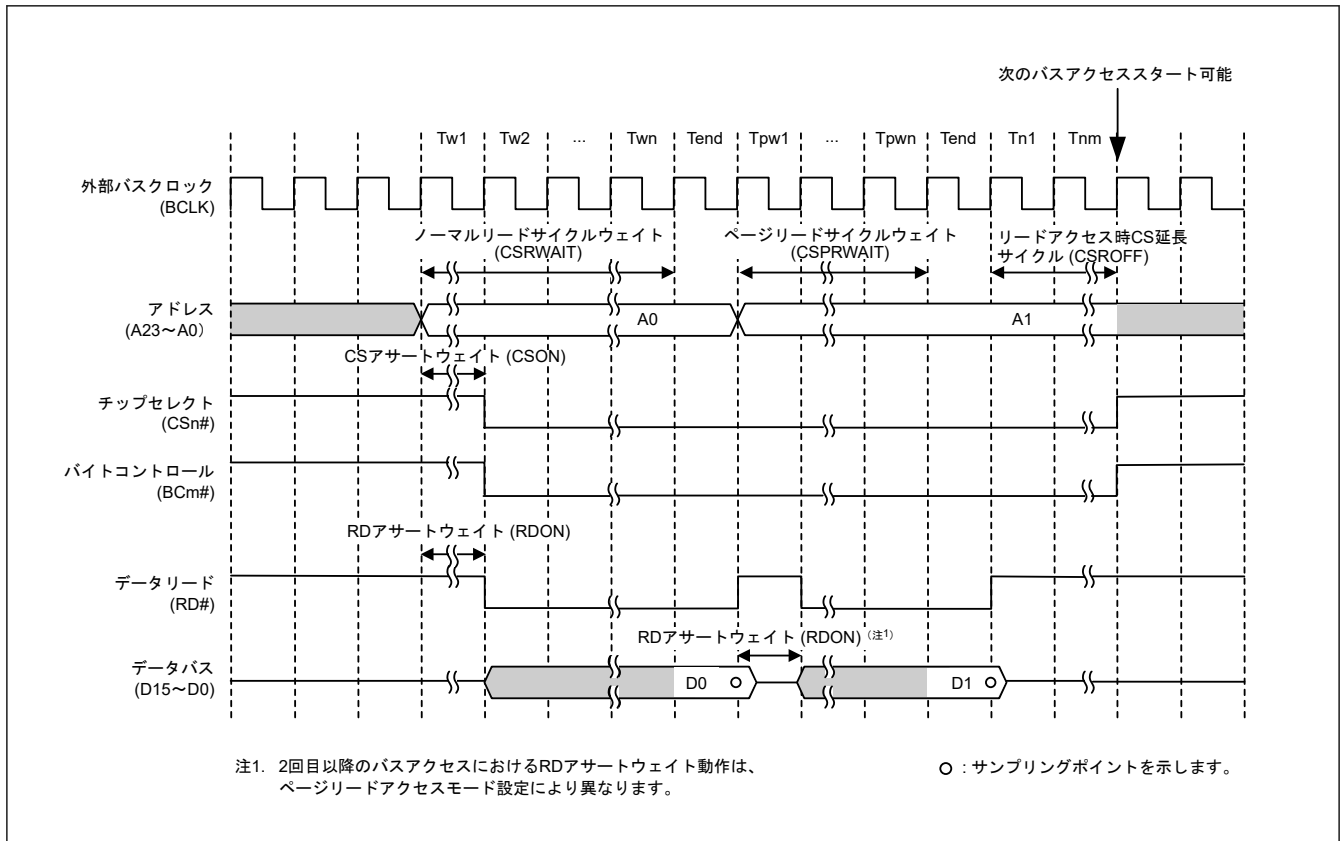 次のバスアクセススタート可能
Tw1 Tw2 ... Twn Tend Tpw1 ... Tpwn Tend Tn1 Tnm
外部バスクロック
(BCLK)
ノーマルリードサイクルウェイト
(CSRWAIT)
ページリードサイクルウェイト
(CSPRWAIT)
リードアクセス時CS延長
サイクル (CSROFF)
アドレス
(A23～A0)
A0
A1
CSアサートウェイト (CSON)
チップセレクト
(CSn#)
バイトコントロール
(BCm#)
RDアサートウェイト (RDON)
データリード
(RD#)
RDアサートウェイト (RDON) (注1)
データバス
(D15～D0)
D0
D1
注1. 2回目以降のバスアクセスにおけるRDアサートウェイト動作は、
ページリードアクセスモード設定により異なります。
: サンプリングポイントを示します。